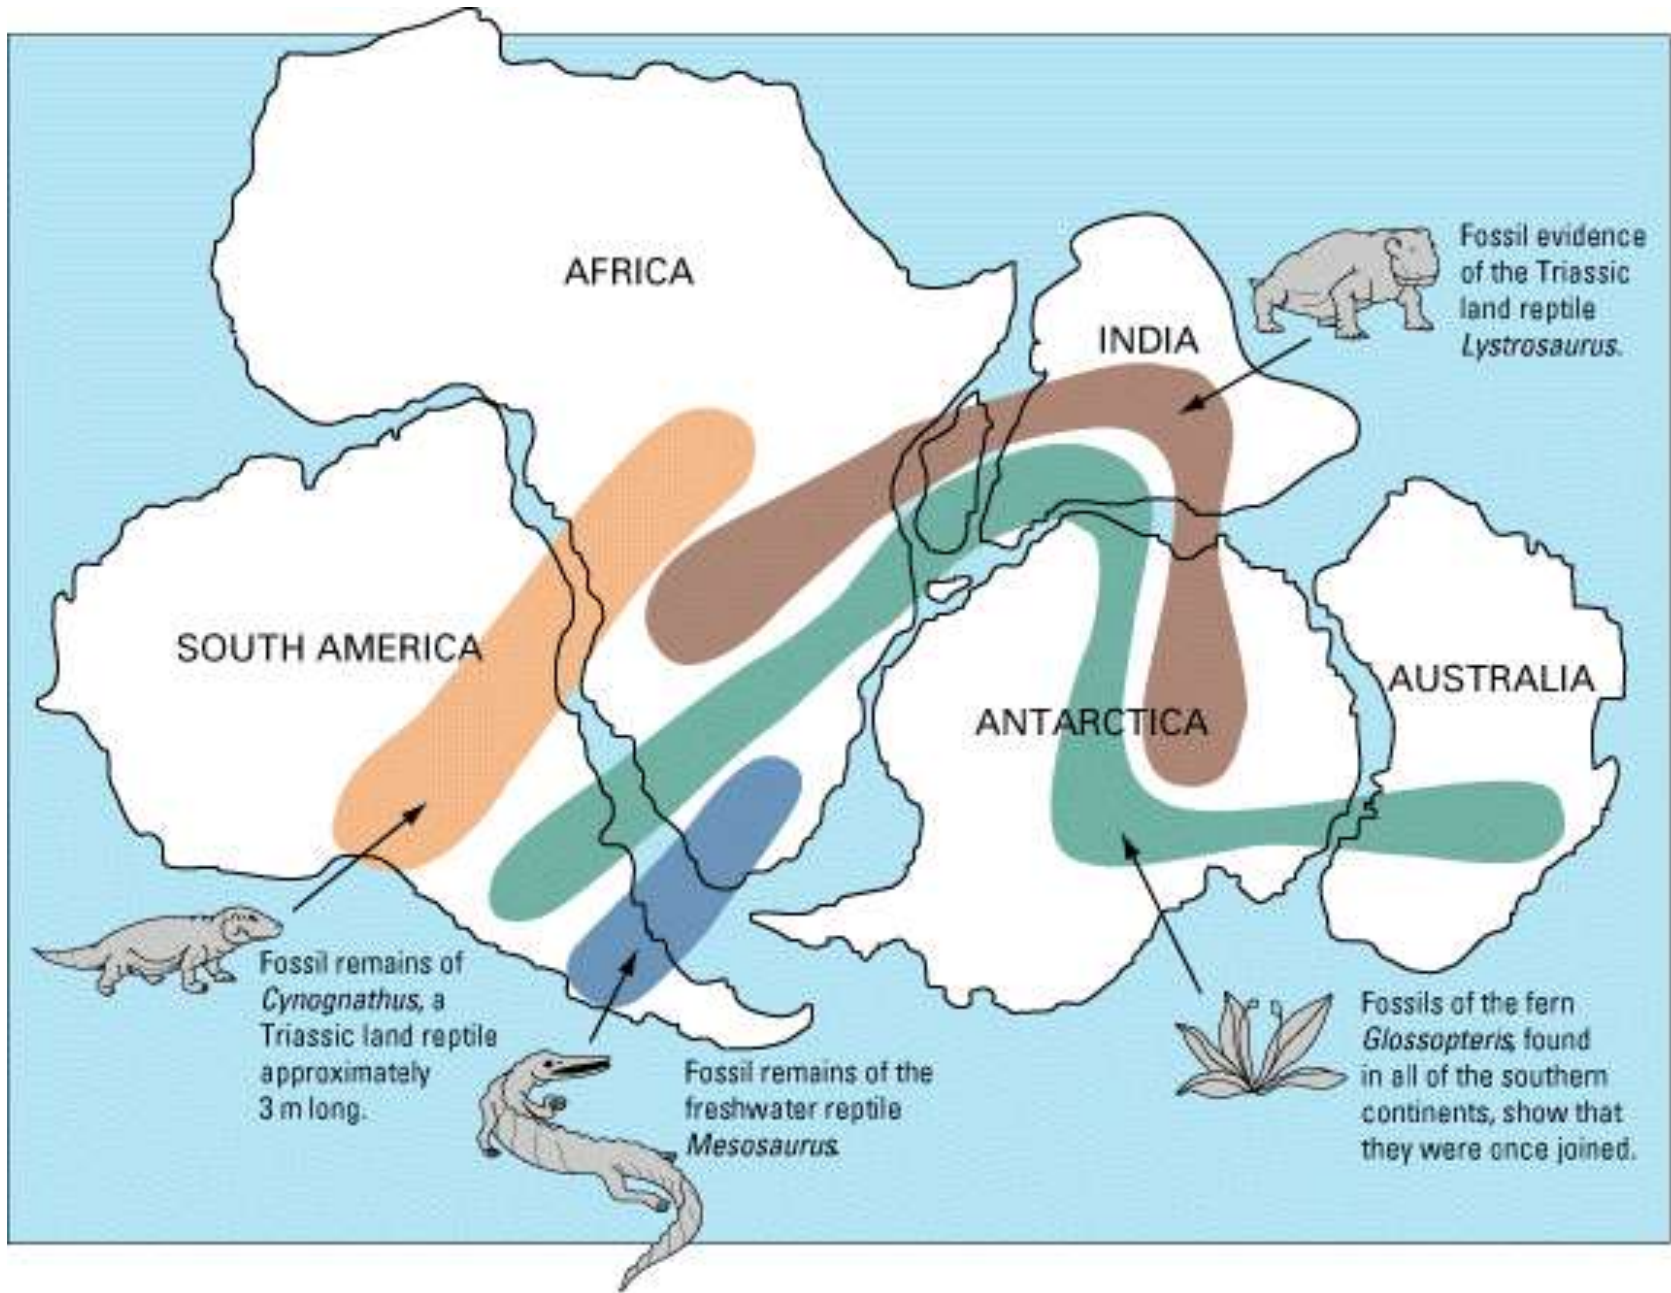 AFRICA
INDIA
Fossil evidence
of the Triassic
land reptile
Lystrosaurus.
SOUTH AMERICA
ANTARCTICA
AUSTRALIA
Fossil remains of
Cynognathus, a
Triassic land reptile
approximately
3 m long.
Fossil remains of the
freshwater reptile
Mesosaurus.
Fossils of the fern
Glossopteris, found
in all of the southern
continents, show that
they were once joined.